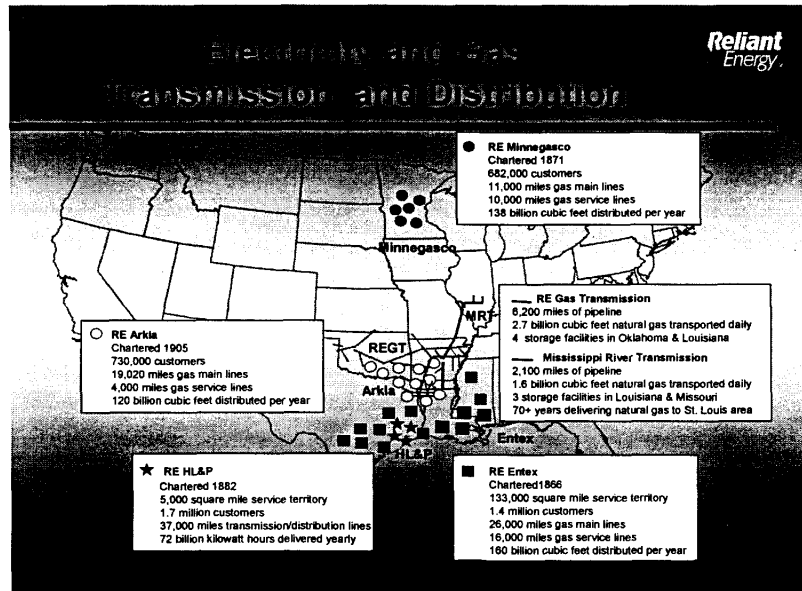 Electricity and Gas
Transmission and Distribution
Reliant
Energy
RE Minnegasco
Chartered 1871
682,000 customers
11,000 miles gas main lines
10,000 miles gas service lines
138 billion cubic feet distributed per year
Minnegasco
RE Gas Transmission
6,200 miles of pipeline
2.7 billion cubic feet natural gas transported daily
4 storage facilities in Oklahoma & Louisiana
Mississippi River Transmission
2,100 miles of pipeline
1.6 billion cubic feet natural gas transported daily
3 storage facilities in Louisiana & Missouri
70+ years delivering natural gas to St. Louis area
MRT
RE Arkla
Chartered 1905
730,000 customers
19,020 miles gas main lines
4,000 miles gas service lines
120 billion cubic feet distributed per year
REGT
Arkla
Entex
HL&P
RE HL&P
Chartered 1882
5,000 square mile service territory
1.7 million customers
37,000 miles transmission/distribution lines
72 billion kilowatt hours delivered yearly
RE Entex
Chartered1866
133,000 square mile service territory
1.4 million customers
26,000 miles gas main lines
16,000 miles gas service lines
160 billion cubic feet distributed per year